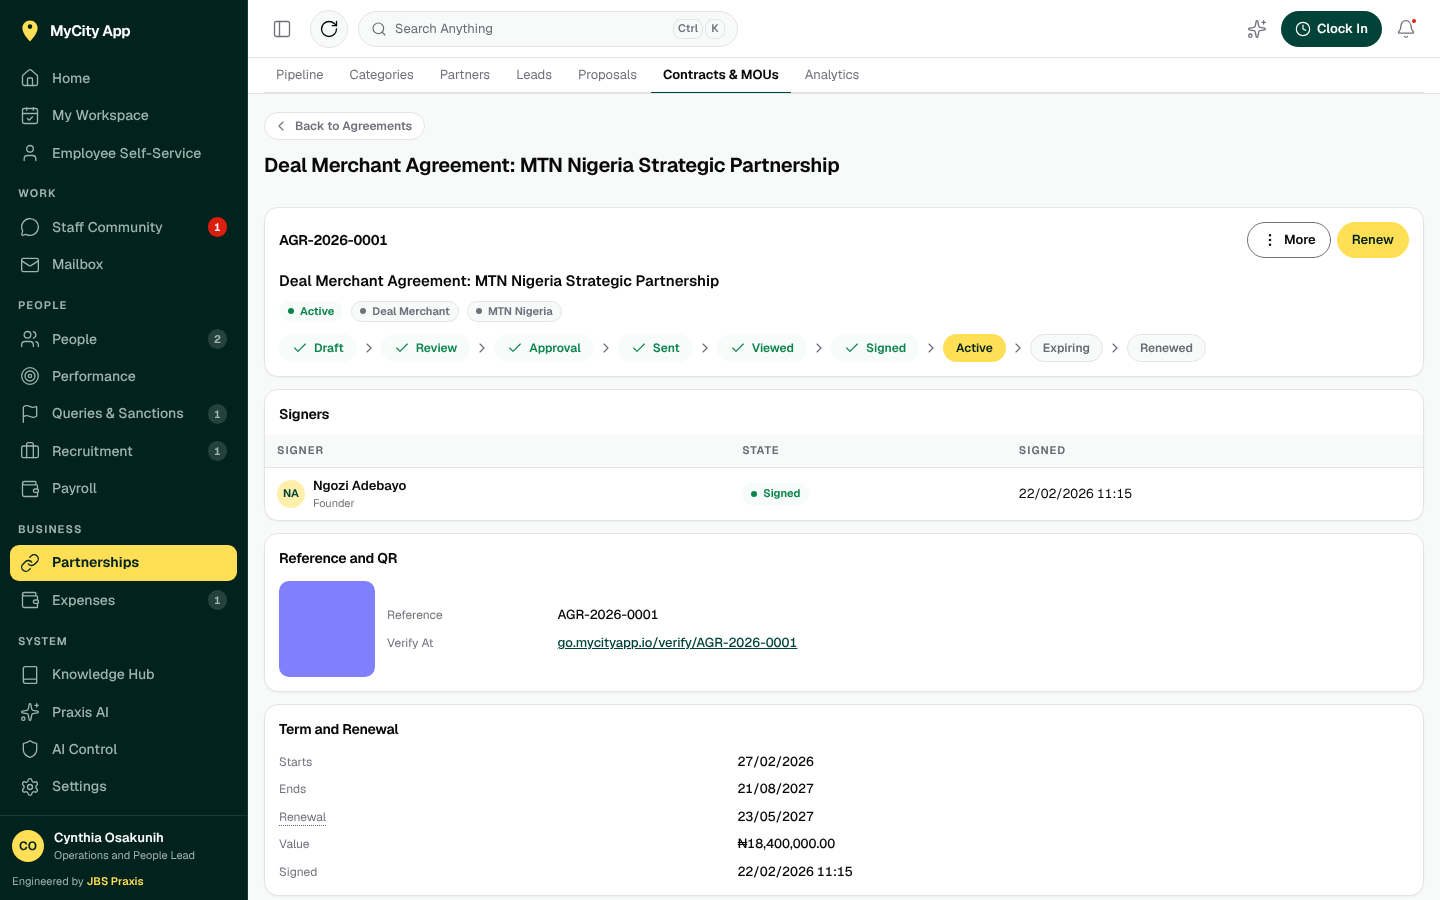 MyCity App
Home
My Workspace
Employee Self-Service
WORK
Staff Community 1
Mailbox
PEOPLE
People 2
Performance
Queries & Sanctions 1
Recruitment 1
Payroll
BUSINESS
Partnerships
Expenses 1
SYSTEM
Knowledge Hub
Praxis AI
AI Control
Settings
CO Cynthia Osakunih
Operations and People Lead
Engineered by JBS Praxis
Search Anything Ctrl K
Clock In
Pipeline Categories Partners Leads Proposals Contracts & MOUs Analytics
Back to Agreements
Deal Merchant Agreement: MTN Nigeria Strategic Partnership
AGR-2026-0001 More Renew
Deal Merchant Agreement: MTN Nigeria Strategic Partnership
Active Deal Merchant MTN Nigeria
Draft Review Approval Sent Viewed Signed Active Expiring Renewed
Signers
SIGNER STATE SIGNED
NA Ngozi Adebayo Signed 22/02/2026 11:15
Founder
Reference and QR
Reference AGR-2026-0001
Verify At go.mycityapp.io/verify/AGR-2026-0001
Term and Renewal
Starts 27/02/2026
Ends 21/08/2027
Renewal 23/05/2027
Value ₦18,400,000.00
Signed 22/02/2026 11:15